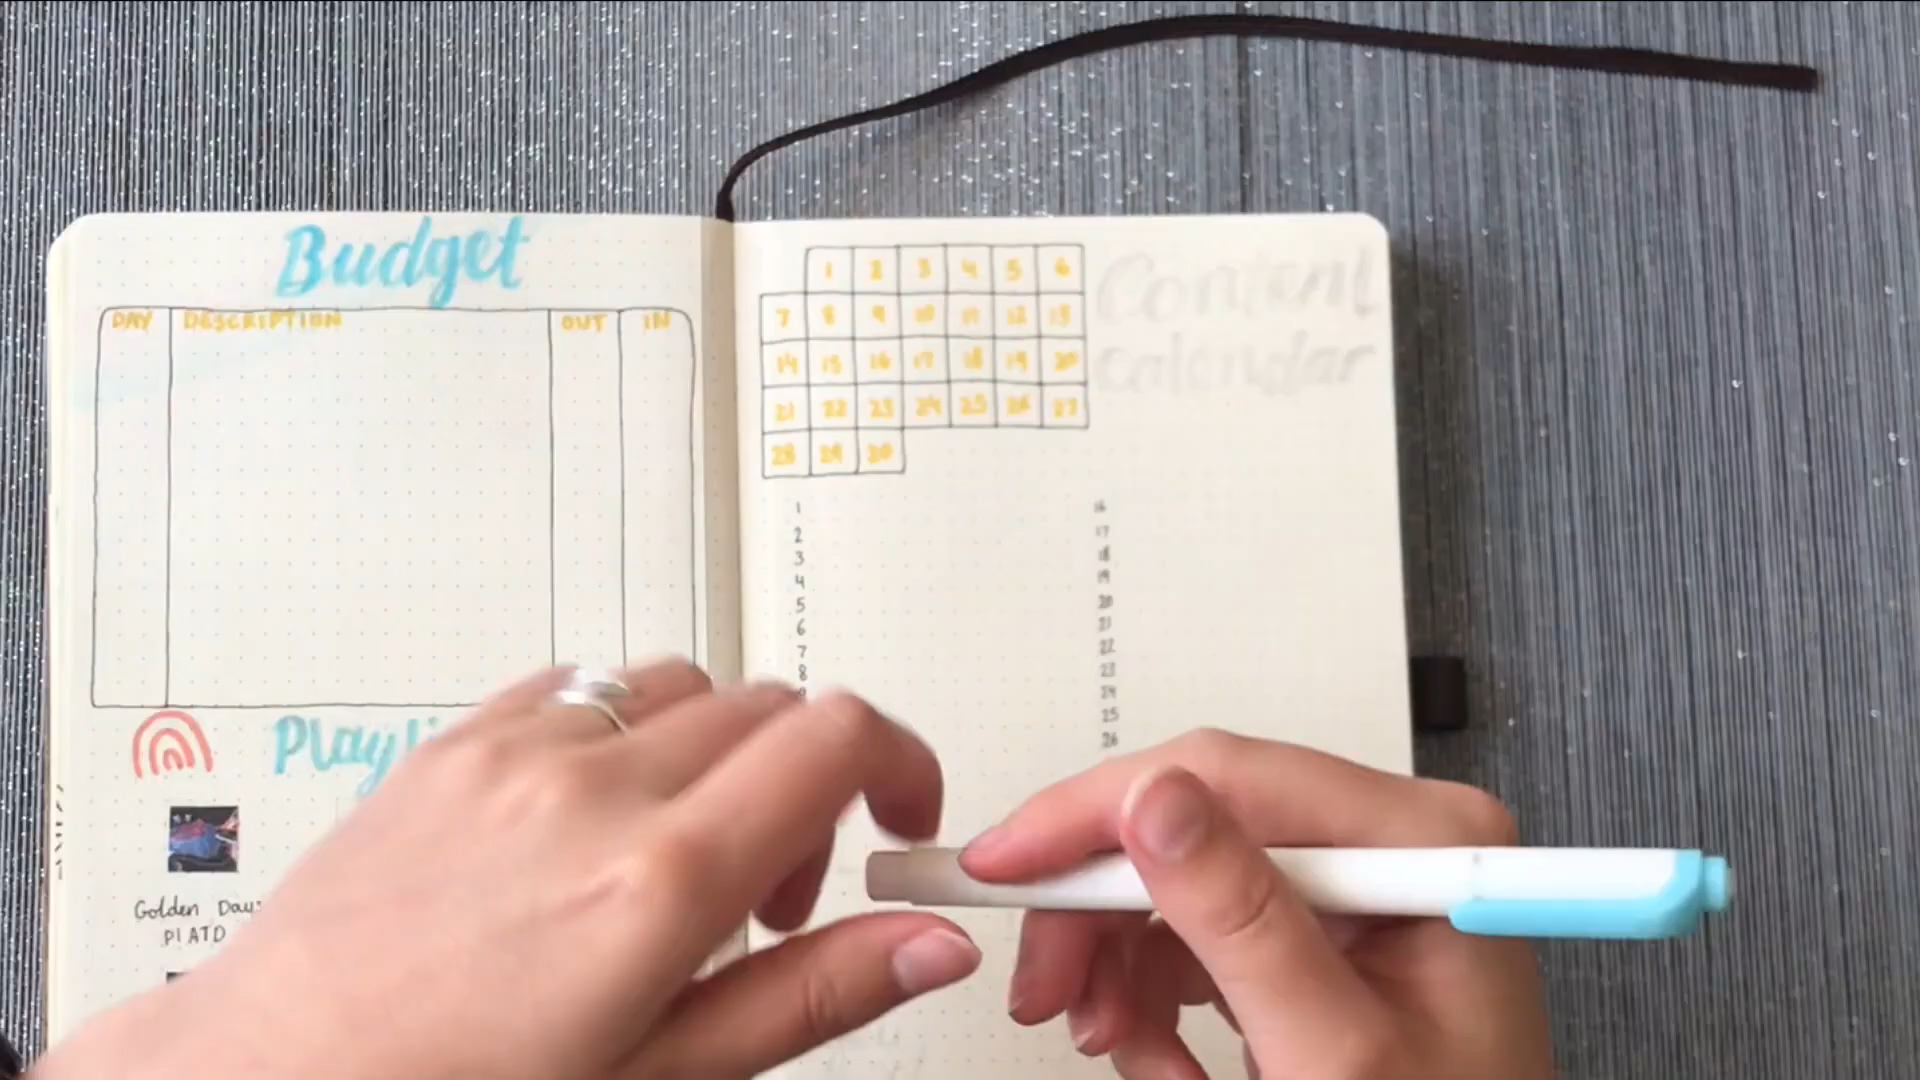 Budget
DAY DESCRIPTION OUT IN
Playli
Golden Days
PIATD
1 2 3 4 5 6
7 8 9 10 11 12 13
14 15 16 17 18 19 20
21 22 23 24 25 26 27
28 29 30
Content
calendar
1
2
3
4
5
6
7
8
9
16
17
18
19
20
21
22
23
24
25
26